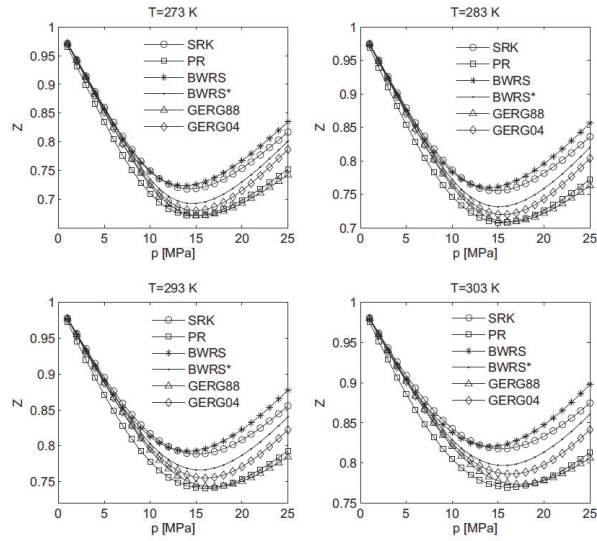 T=273 K
1
0.95
0.9
0.85
0.8
0.75
0.7
Z
SRK
PR
BWRS
BWRS*
GERG88
GERG04
0 5 10 15 20 25
p [MPa]
T=283 K
1
0.95
0.9
0.85
0.8
0.75
0.7
Z
SRK
PR
BWRS
BWRS*
GERG88
GERG04
0 5 10 15 20 25
p [MPa]
T=293 K
1
0.95
0.9
0.85
0.8
0.75
Z
SRK
PR
BWRS
BWRS*
GERG88
GERG04
0 5 10 15 20 25
p [MPa]
T=303 K
1
0.95
0.9
0.85
0.8
0.75
Z
SRK
PR
BWRS
BWRS*
GERG88
GERG04
0 5 10 15 20 25
p [MPa]